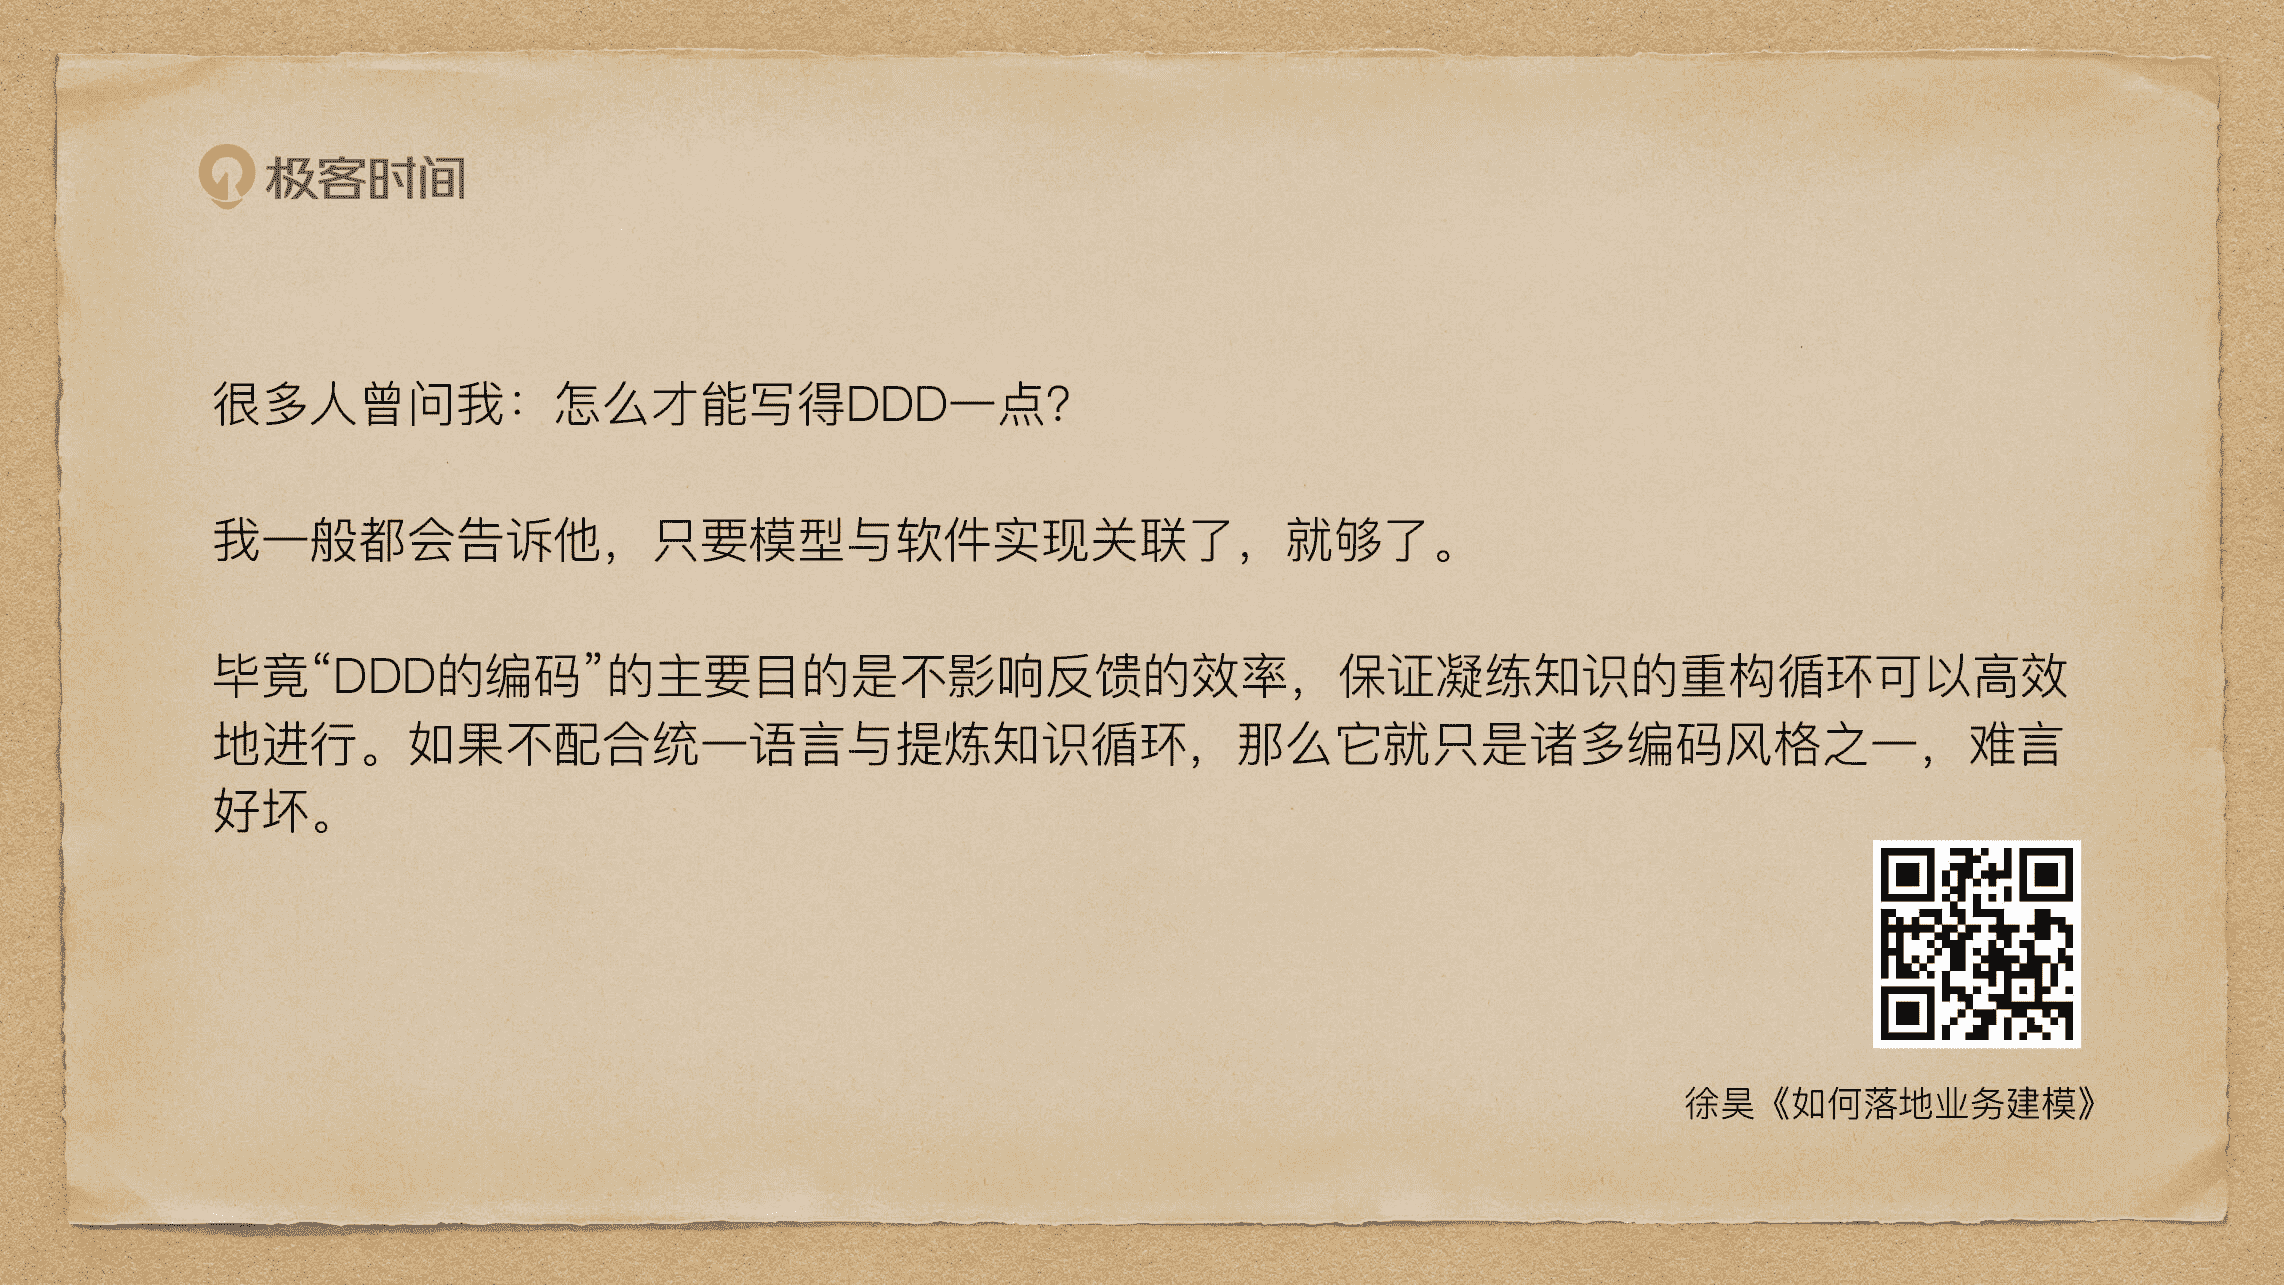 极客时间
很多人曾问我：怎么才能写得DDD一点？
我一般都会告诉他，只要模型与软件实现关联了，就够了。
毕竟“DDD的编码”的主要目的是不影响反馈的效率，保证凝练知识的重构循环可以高效
地进行。如果不配合统一语言与提炼知识循环，那么它就只是诸多编码风格之一，难言
好坏。
徐昊《如何落地业务建模》